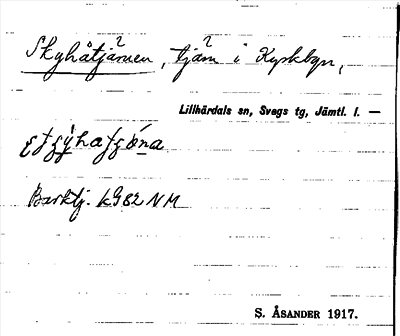 Skyhåtjärnen, tjärn i Kyrkbyn,
Lillhärdals sn, Svegs tg, Jämtl. l. —
Barktj. k982 NM
S. ÅSANDER 1917.